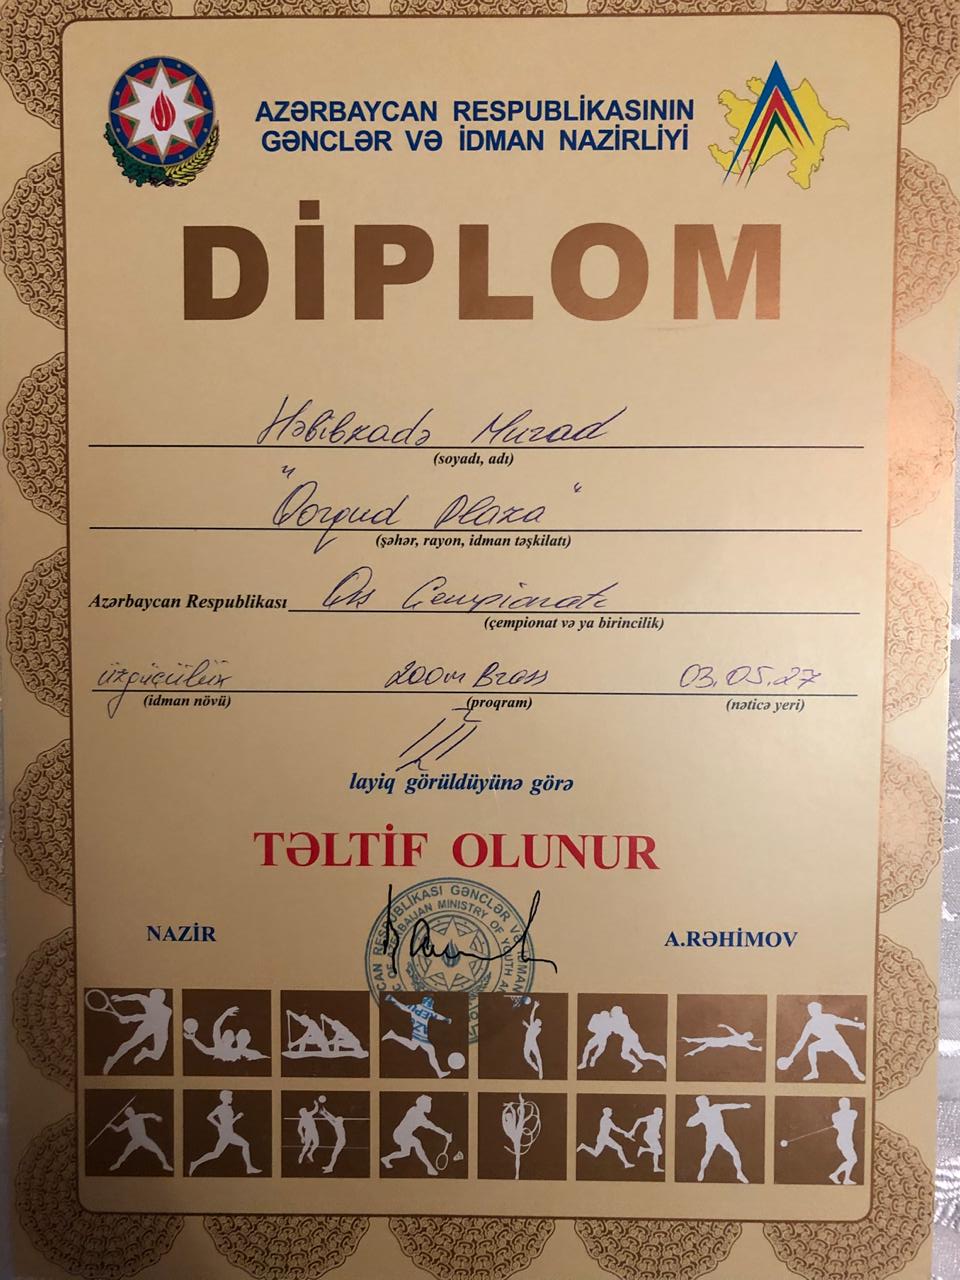 AZƏRBAYCAN RESPUBLİKASININ
GƏNCLƏR VƏ İDMAN NAZİRLİYİ
DİPLOM
Həbibzadə Murad
(soyadı, adı)
"Qorqud Plaza"
(şəhər, rayon, idman təşkilatı)
Azərbaycan Respublikası Qış Çempionatı
(çempionat və ya birincilik)
üzgüçülük 200m Brass 03.05.27
(idman növü) (proqram) (nəticə yeri)
III
layiq görüldüyünə görə
TƏLTİF OLUNUR
NAZİR A.RƏHİMOV